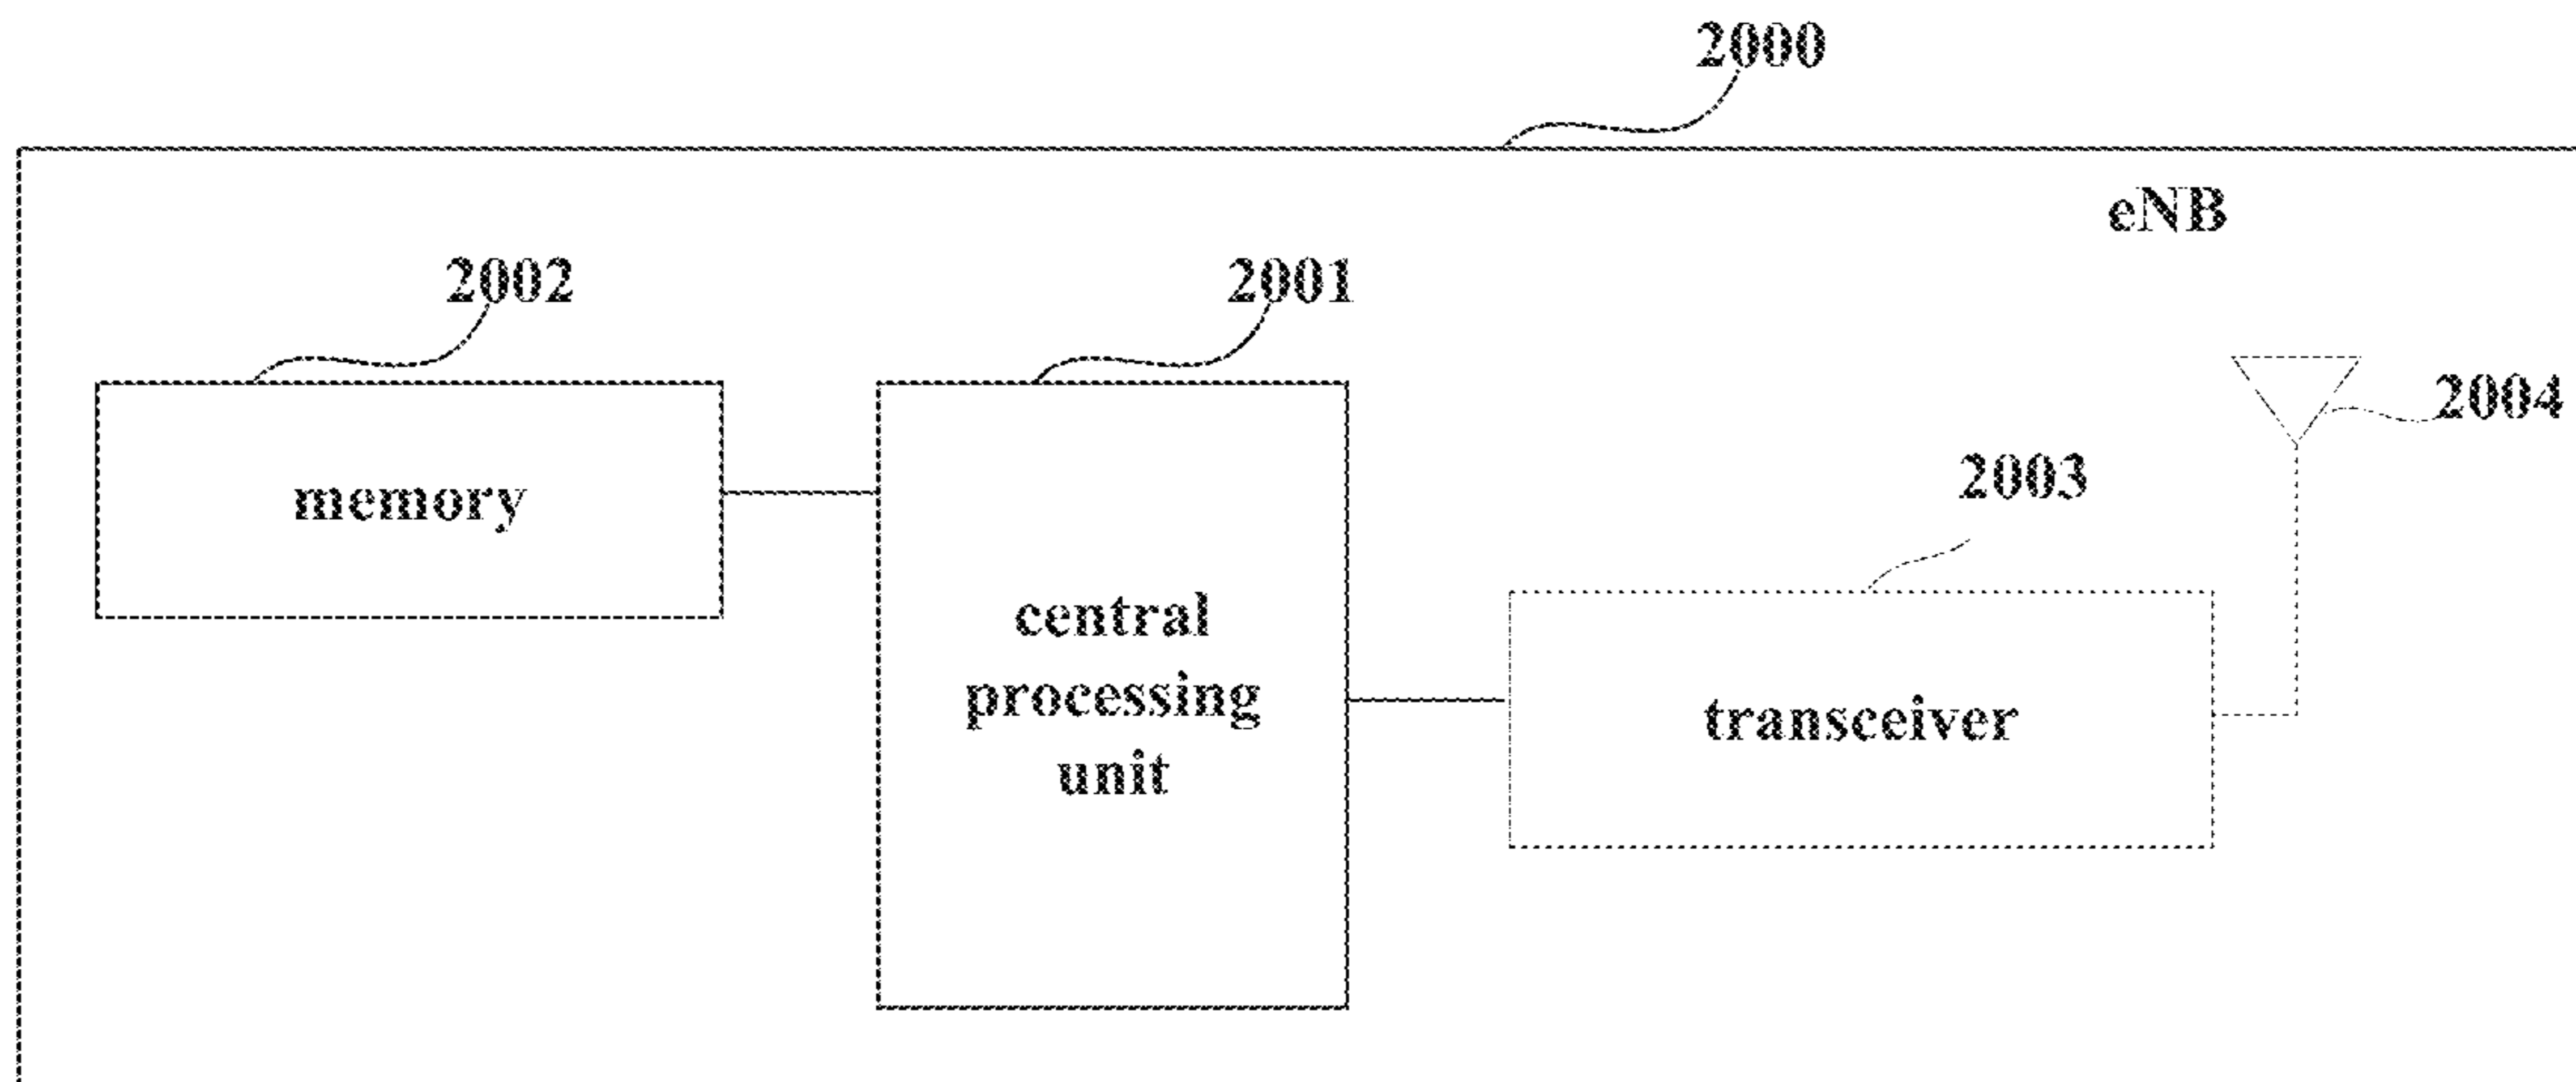 2000
eNB
2002
2001
2004
2003
memory
central
processing
unit
transceiver